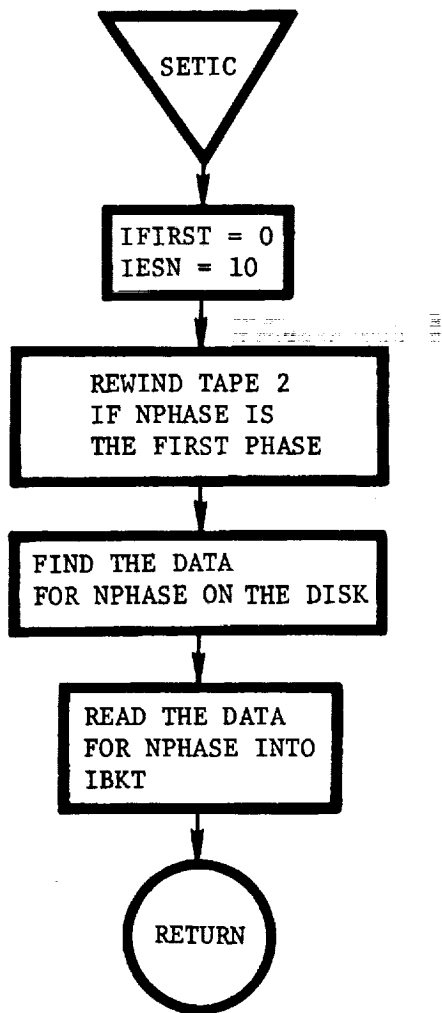 SETIC
IFIRST = 0
IESN = 10
REWIND TAPE 2
IF NPHASE IS
THE FIRST PHASE
FIND THE DATA
FOR NPHASE ON THE DISK
READ THE DATA
FOR NPHASE INTO
IBKT
RETURN